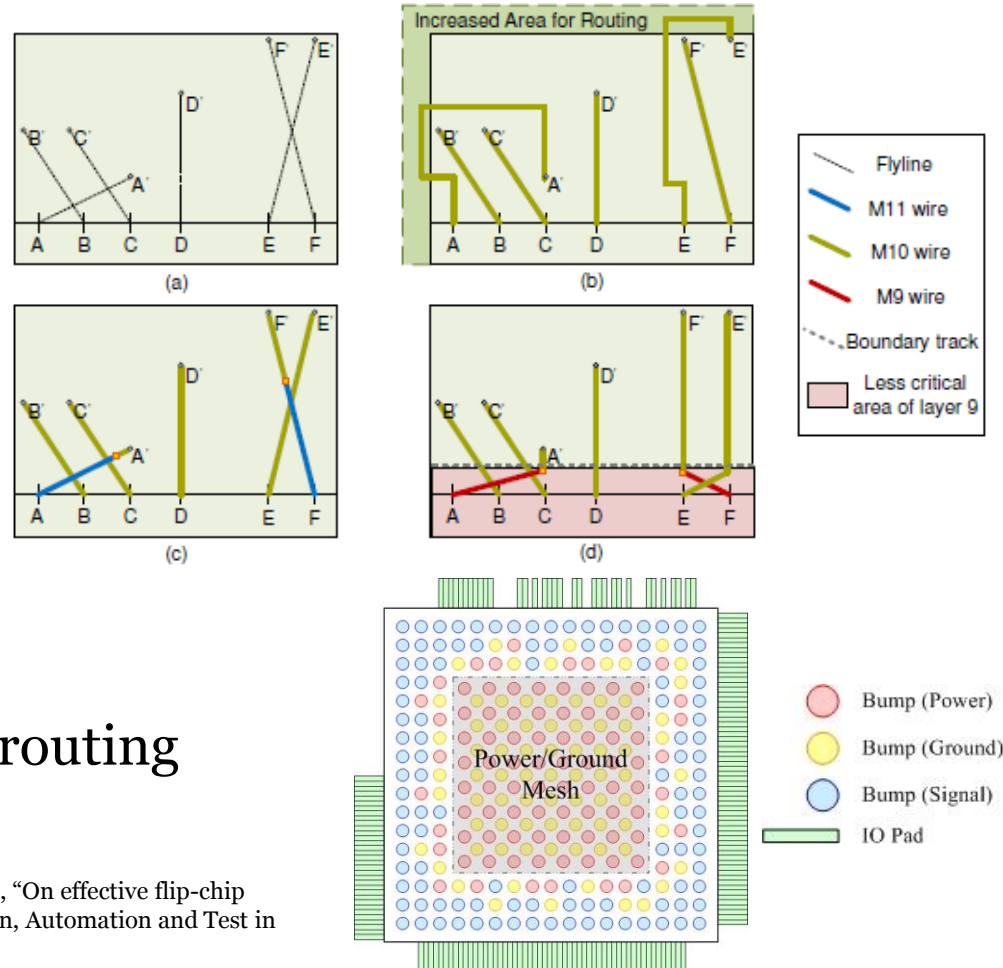 Increased Area for Routing
F' E'
D'
B' C'
A'
A B C D E F
(a)
F' E'
D'
B' C'
A'
A B C D E F
(b)
Flyline
M11 wire
M10 wire
M9 wire
Boundary track
Less critical
area of layer 9
F' E'
D'
B' C'
A'
A B C D E F
(c)
F' E'
D'
B' C'
A'
A B C D E F
(d)
routing
, “On effective flip-chip
n, Automation and Test in
Power/Ground
Mesh
Bump (Power)
Bump (Ground)
Bump (Signal)
IO Pad